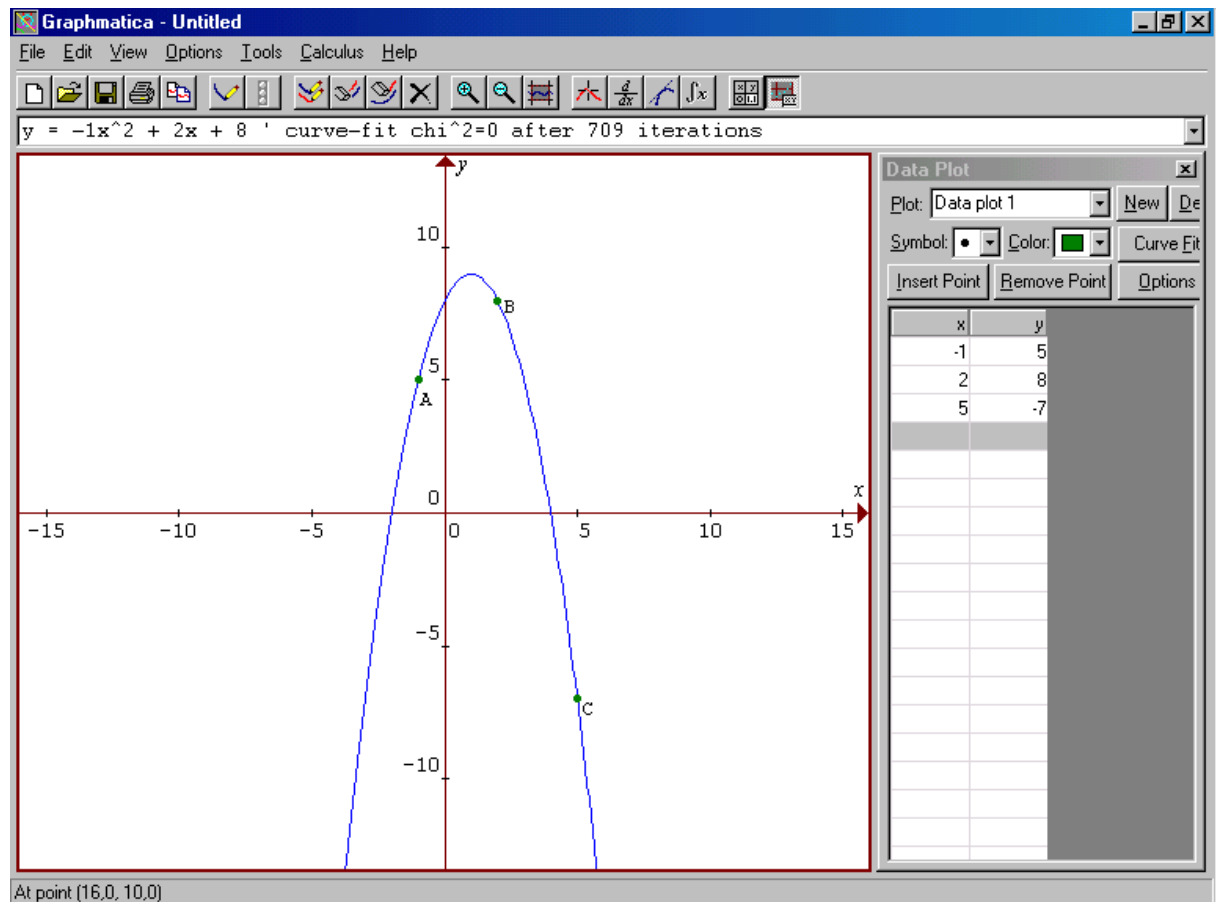 Graphmatica - Untitled
File Edit View Options Tools Calculus Help
y = -1x^2 + 2x + 8 ' curve-fit chi^2=0 after 709 iterations
y
10
B
5
A
0
x
-15 -10 -5 0 5 10 15
-5
C
-10
Data Plot
Plot: Data plot 1 New De
Symbol: Color: Curve Fit
Insert Point Remove Point Options
x y
-1 5
2 8
5 -7
At point (16,0, 10,0)